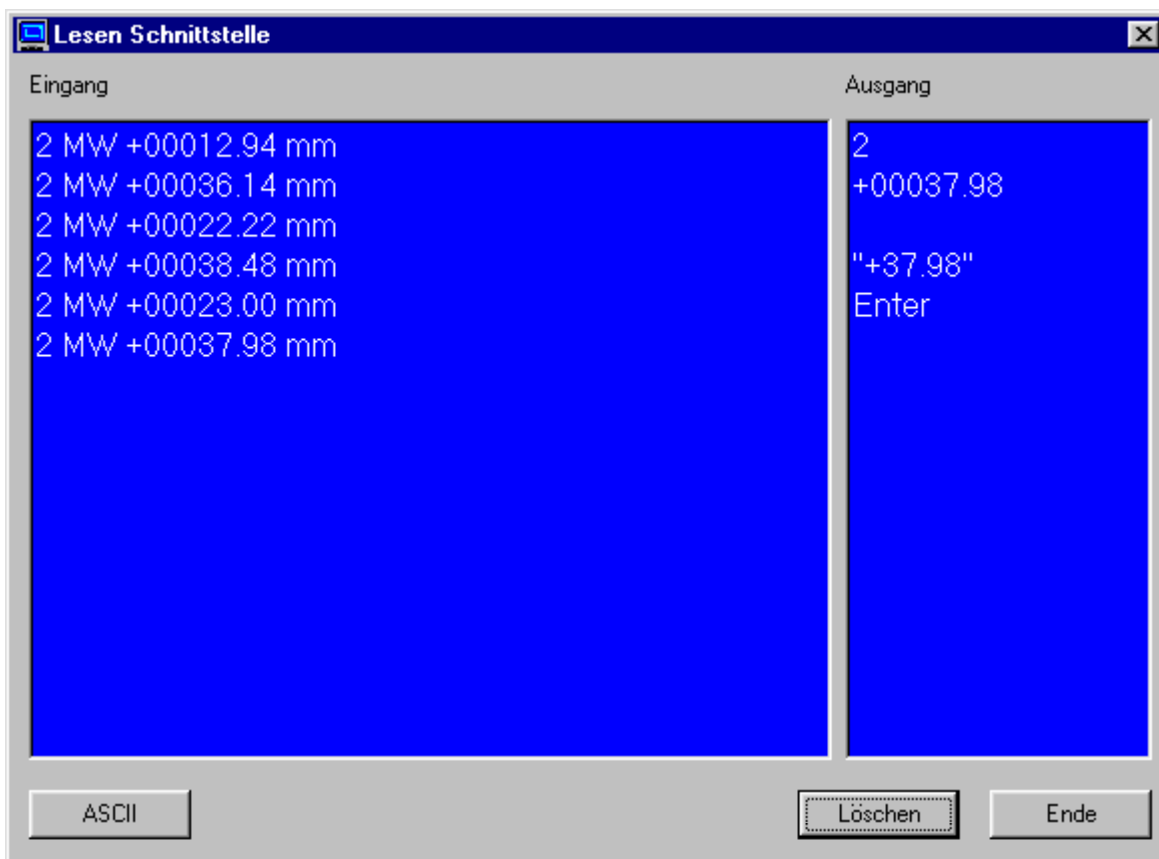 Lesen Schnittstelle
Eingang
2 MW +00012.94 mm
2 MW +00036.14 mm
2 MW +00022.22 mm
2 MW +00038.48 mm
2 MW +00023.00 mm
2 MW +00037.98 mm
Ausgang
2
+00037.98
"+37.98"
Enter
ASCII
Löschen
Ende